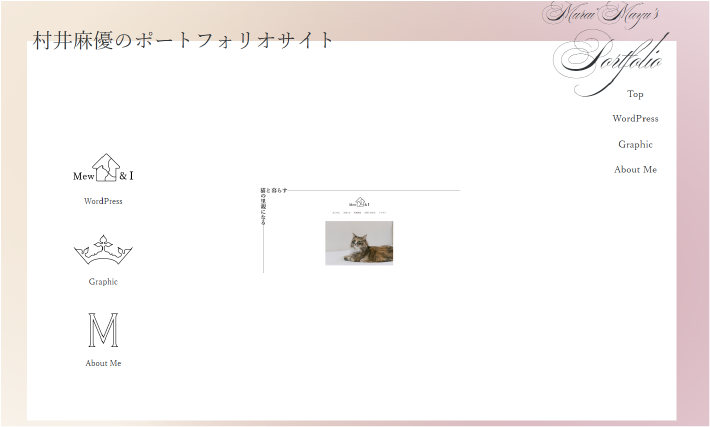 村井麻優のポートフォリオサイト
Murai Mayu's
Portfolio
Top
WordPress
Graphic
About Me
Mew & I
WordPress
Graphic
About Me
猫と暮らす
猫の里親になる
Mew & I